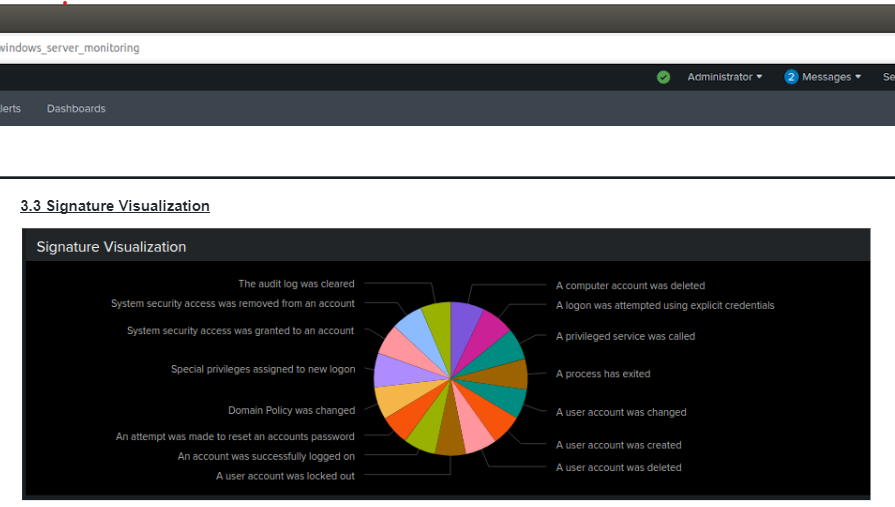 windows_server_monitoring
Administrator
2 Messages
Se
lerts
Dashboards
3.3 Signature Visualization
Signature Visualization
The audit log was cleared
System security access was removed from an account
System security access was granted to an account
Special privileges assigned to new logon
Domain Policy was changed
An attempt was made to reset an accounts password
An account was successfully logged on
A user account was locked out
A computer account was deleted
A logon was attempted using explicit credentials
A privileged service was called
A process has exited
A user account was changed
A user account was created
A user account was deleted